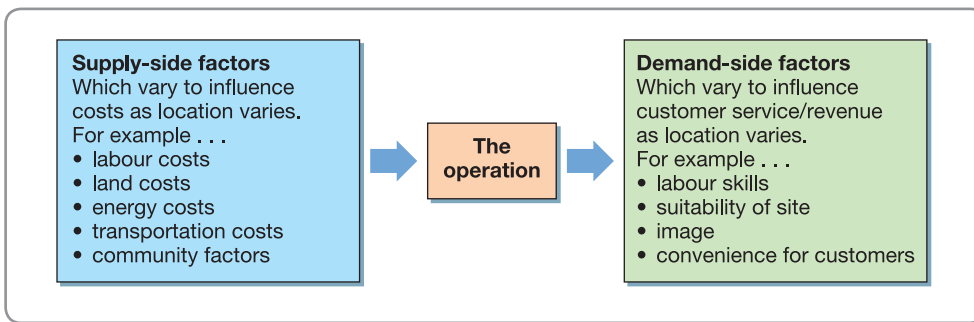 Supply-side factors
Which vary to influence
costs as location varies.
For example . . .
• labour costs
• land costs
• energy costs
• transportation costs
• community factors
The
operation
Demand-side factors
Which vary to influence
customer service/revenue
as location varies.
For example . . .
• labour skills
• suitability of site
• image
• convenience for customers